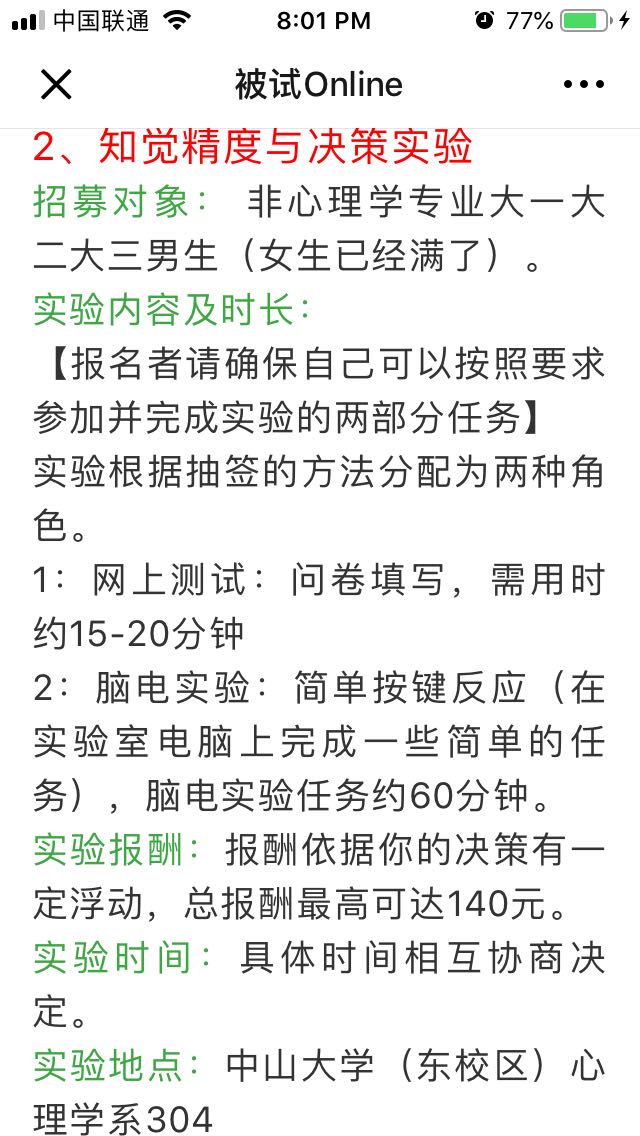 中国联通 8:01 PM 77%
被试Online
2、知觉精度与决策实验
招募对象： 非心理学专业大一大
二大三男生（女生已经满了）。
实验内容及时长：
【报名者请确保自己可以按照要求
参加并完成实验的两部分任务】
实验根据抽签的方法分配为两种角
色。
1：网上测试：问卷填写，需用时
约15-20分钟
2：脑电实验：简单按键反应（在
实验室电脑上完成一些简单的任
务），脑电实验任务约60分钟。
实验报酬：报酬依据你的决策有一
定浮动，总报酬最高可达140元。
实验时间：具体时间相互协商决
定。
实验地点：中山大学（东校区）心
理学系304